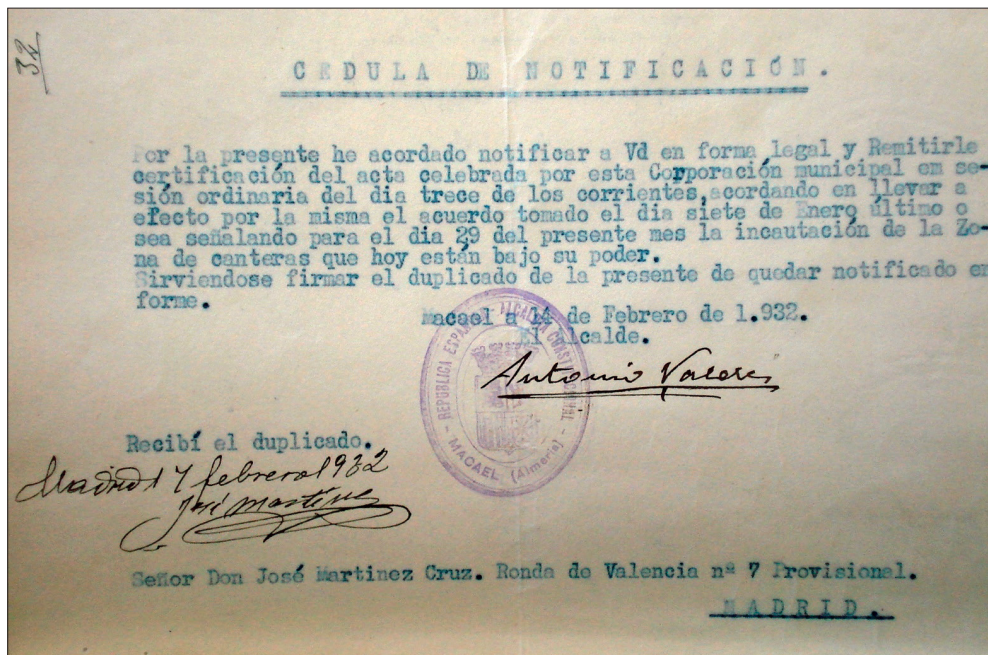 32
CEDULA DE NOTIFICACIÓN.
Por la presente he acordado notificar a Vd en forma legal y Remitirle
certificación del acta celebrada por esta Corporación municipal en se-
sión ordinaria del dia trece de los corrientes,acordando en llevar a
efecto por la misma el acuerdo tomado el dia siete de Enero último o
sea señalando para el dia 29 del presente mes la incautación de la Zo-
na de canteras que hoy están bajo su poder.
Sirviendose firmar el duplicado de la presente de quedar notificado en
forme.
Macael a 14 de Febrero de 1.932.
El Alcalde.
REPÚBLICA ESPAÑOLA ALCALDÍA CONSTITUCIONAL
- MACAEL (Almería) -
Antonio
Recibí el duplicado.
Madrid 17 febrero 1932
José Martínez
Señor Don José Martinez Cruz. Ronda de Valencia nº 7 Provisional.
MADRID.